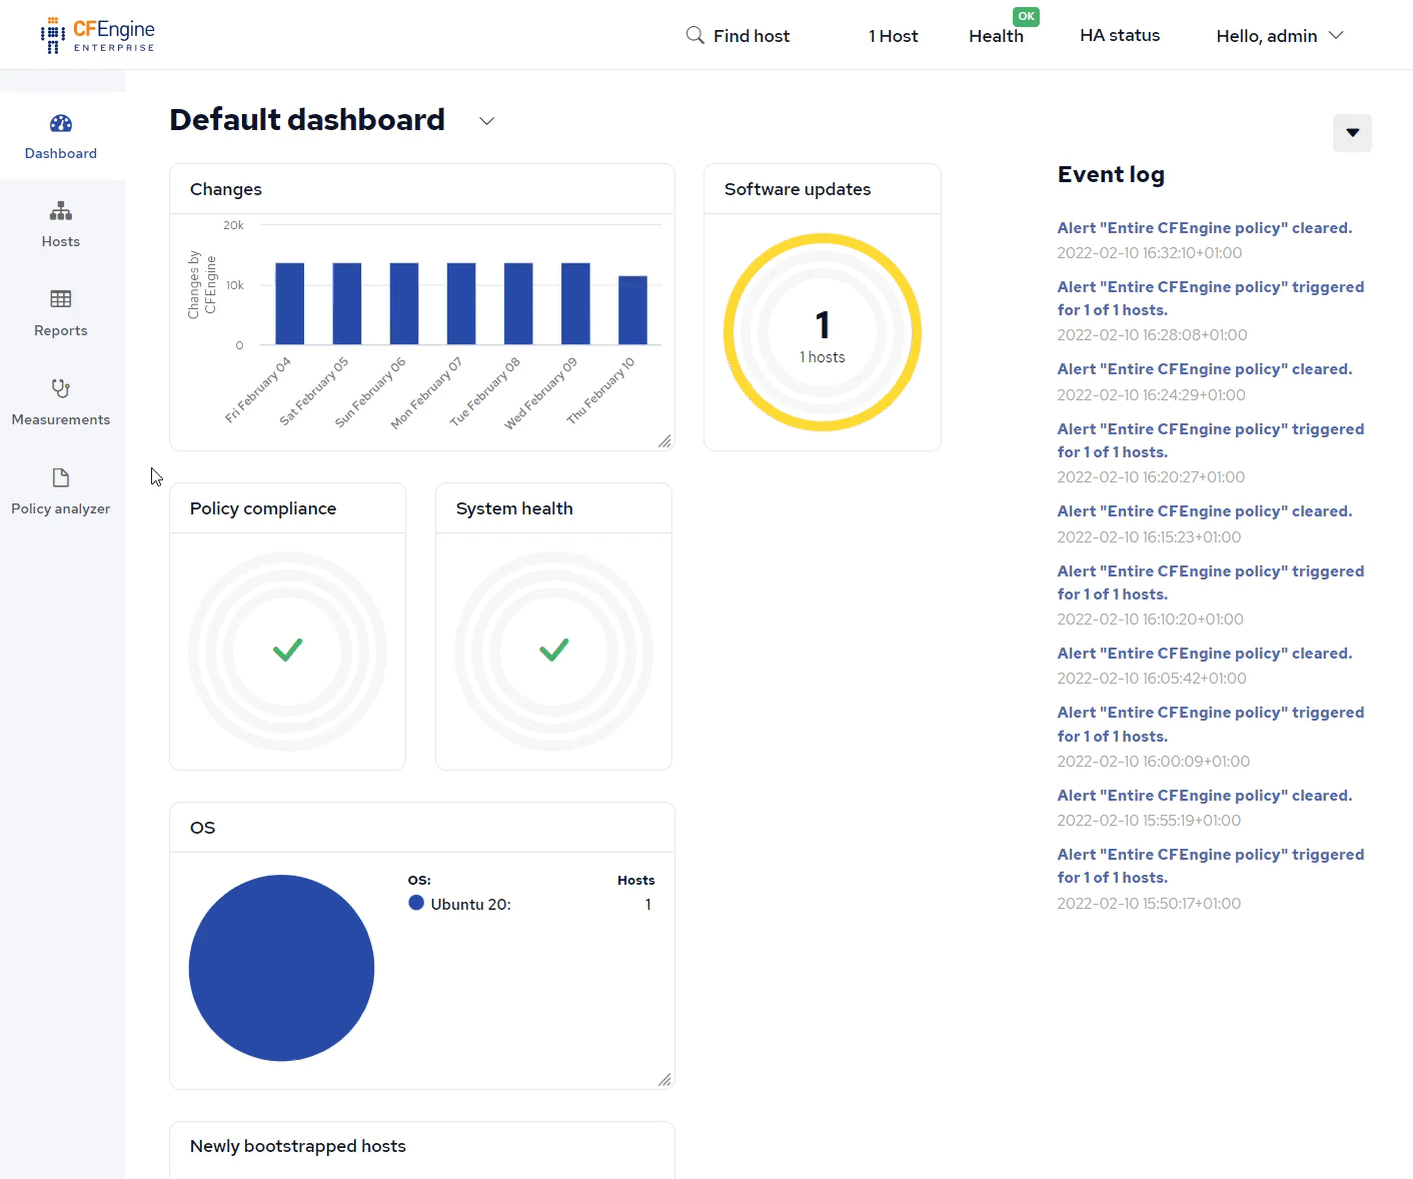 CFEngine
ENTERPRISE
Find host
1 Host
Health
OK
HA status
Hello, admin
Dashboard
Hosts
Reports
Measurements
Policy analyzer
Default dashboard
Changes
Changes by
CFEngine
20k
10k
0
Fri February 04
Sat February 05
Sun February 06
Mon February 07
Tue February 08
Wed February 09
Thu February 10
Software updates
1
1 hosts
Policy compliance
System health
OS
OS:
Hosts
Ubuntu 20:
1
Newly bootstrapped hosts
Event log
Alert "Entire CFEngine policy" cleared.
2022-02-10 16:32:10+01:00
Alert "Entire CFEngine policy" triggered
for 1 of 1 hosts.
2022-02-10 16:28:08+01:00
Alert "Entire CFEngine policy" cleared.
2022-02-10 16:24:29+01:00
Alert "Entire CFEngine policy" triggered
for 1 of 1 hosts.
2022-02-10 16:20:27+01:00
Alert "Entire CFEngine policy" cleared.
2022-02-10 16:15:23+01:00
Alert "Entire CFEngine policy" triggered
for 1 of 1 hosts.
2022-02-10 16:10:20+01:00
Alert "Entire CFEngine policy" cleared.
2022-02-10 16:05:42+01:00
Alert "Entire CFEngine policy" triggered
for 1 of 1 hosts.
2022-02-10 16:00:09+01:00
Alert "Entire CFEngine policy" cleared.
2022-02-10 15:55:19+01:00
Alert "Entire CFEngine policy" triggered
for 1 of 1 hosts.
2022-02-10 15:50:17+01:00